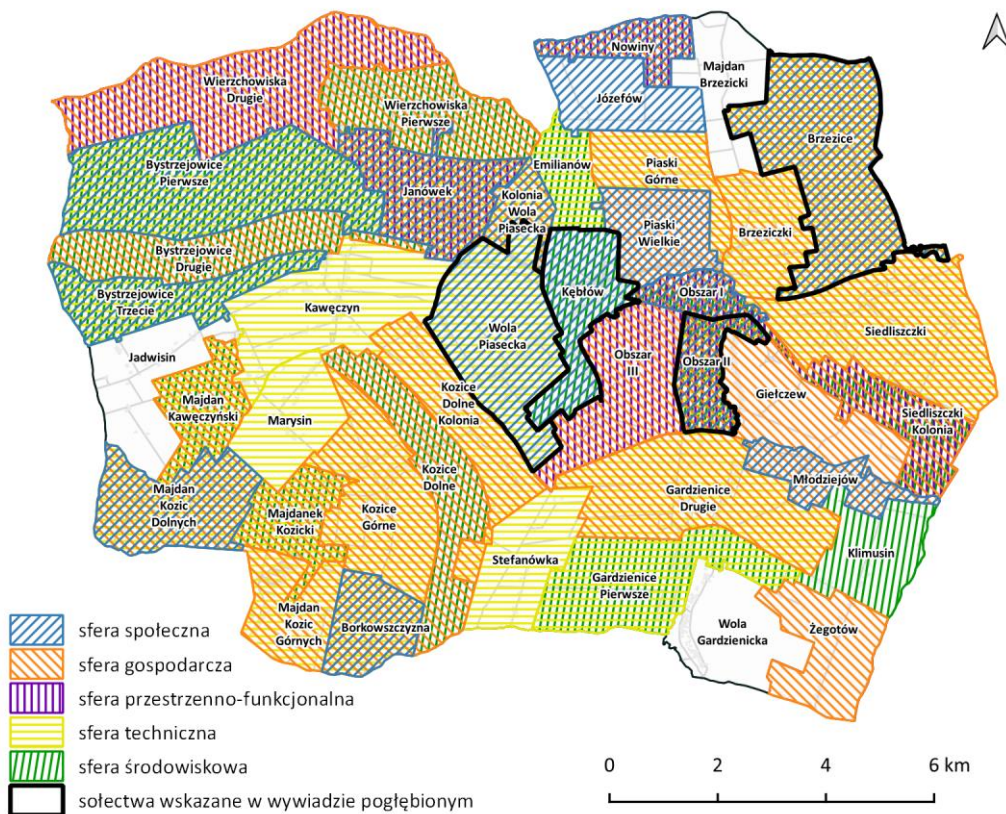 Nowiny
Majdan
Brzezicki
Wierzchowiska
Drugie
Józefów
Wierzchowiska
Pierwsze
Brzezice
Bystrzejowice
Pierwsze
Emilianów
Piaski
Górne
Janówek
Kolonia
Wola
Piasecka
Piaski
Wielkie
Brzeziczki
Bystrzejowice
Drugie
Bystrzejowice
Trzecie
Kębłów
Obszar I
Kawęczyn
Wola
Piasecka
Siedliszczki
Jadwisin
Obszar
III
Obszar II
Giełczew
Majdan
Kawęczyński
Kozice
Dolne
Kolonia
Marysin
Siedliszczki
Kolonia
Kozice
Dolne
Młodziejów
Majdan
Kozic
Dolnych
Gardzienice
Drugie
Majdanek
Kozicki
Kozice
Górne
Klimusin
Stefanówka
Gardzienice
Pierwsze
Majdan
Kozic
Górnych
Borkowszczyzna
Wola
Gardzienicka
Żegotów
sfera społeczna
sfera gospodarcza
sfera przestrzenno-funkcjonalna
sfera techniczna
sfera środowiskowa
sołectwa wskazane w wywiadzie pogłębionym
0 2 4 6 km